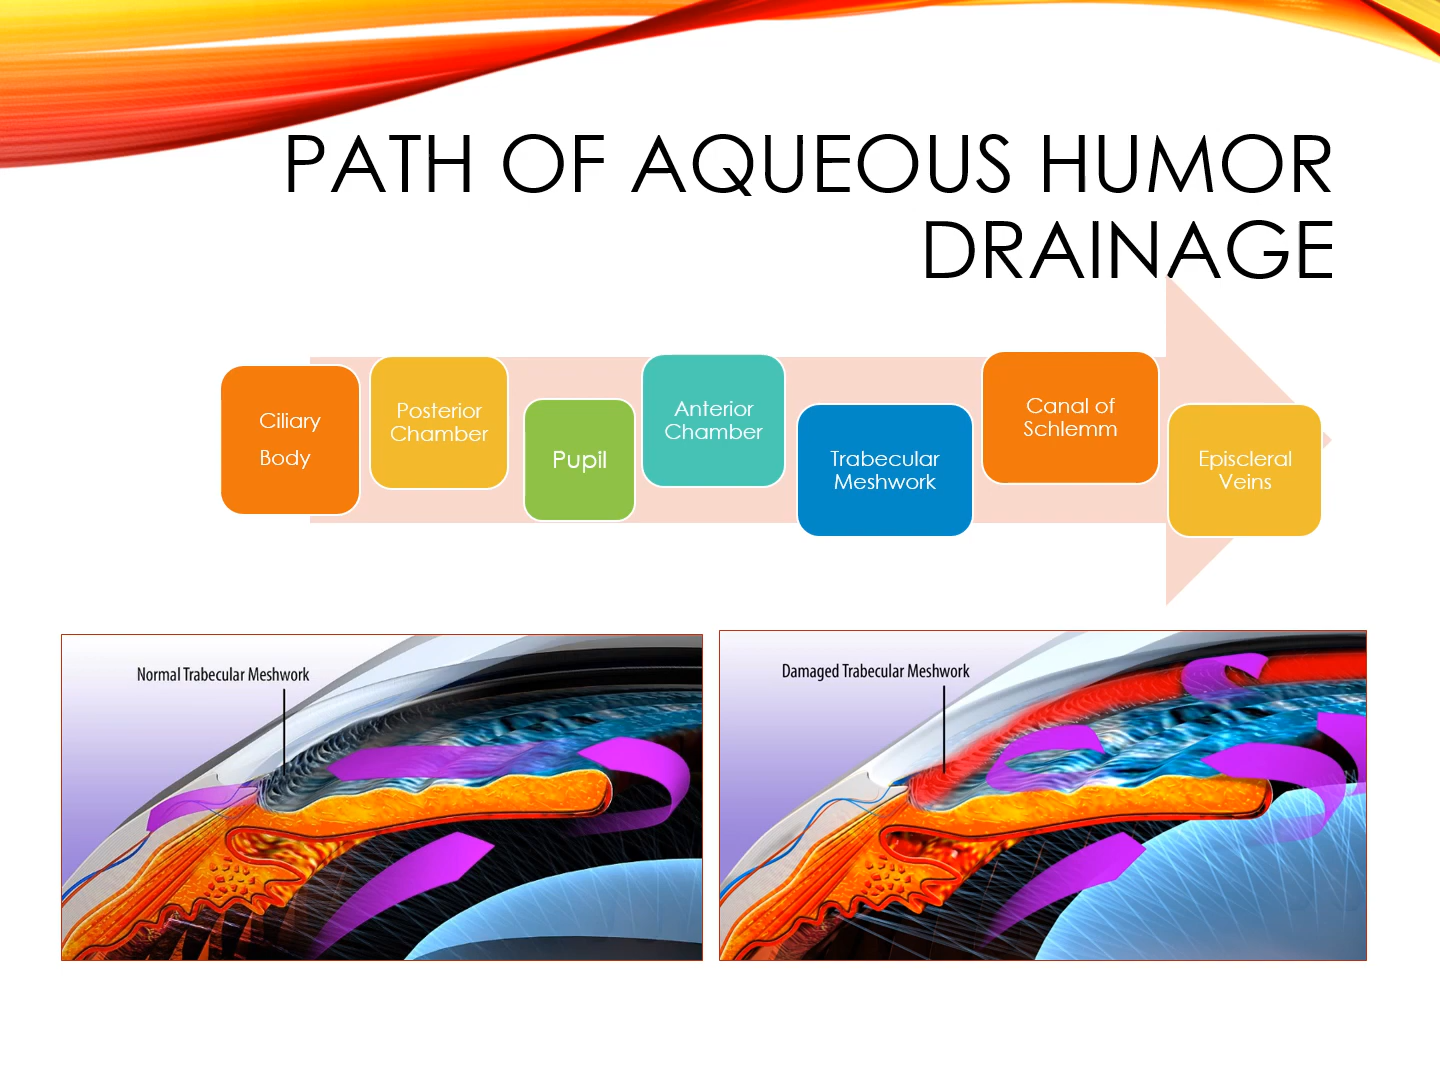 PATH OF AQUEOUS HUMOR
DRAINAGE
Ciliary
Body
Posterior
Chamber
Pupil
Anterior
Chamber
Trabecular
Meshwork
Canal of
Schlemm
Episcleral
Veins
Normal Trabecular Meshwork
Damaged Trabecular Meshwork